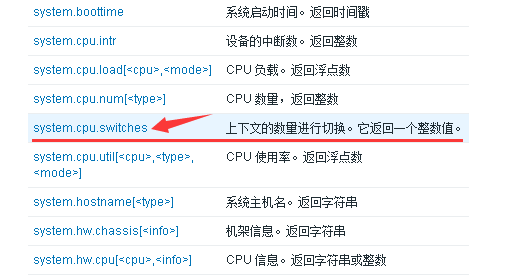 system.boottime 系统启动时间。返回时间戳
system.cpu.intr 设备的中断数。返回整数
system.cpu.load[<cpu>,<mode>] CPU 负载。返回浮点数
system.cpu.num[<type>] CPU 数量，返回整数
system.cpu.switches 上下文的数量进行切换。它返回一个整数值。
system.cpu.util[<cpu>,<type>, CPU 使用率。返回浮点数
<mode>]
system.hostname[<type>] 系统主机名。返回字符串
system.hw.chassis[<info>] 机架信息。返回字符串
system.hw.cpu[<cpu>,<info>] CPU 信息。返回字符串或整数